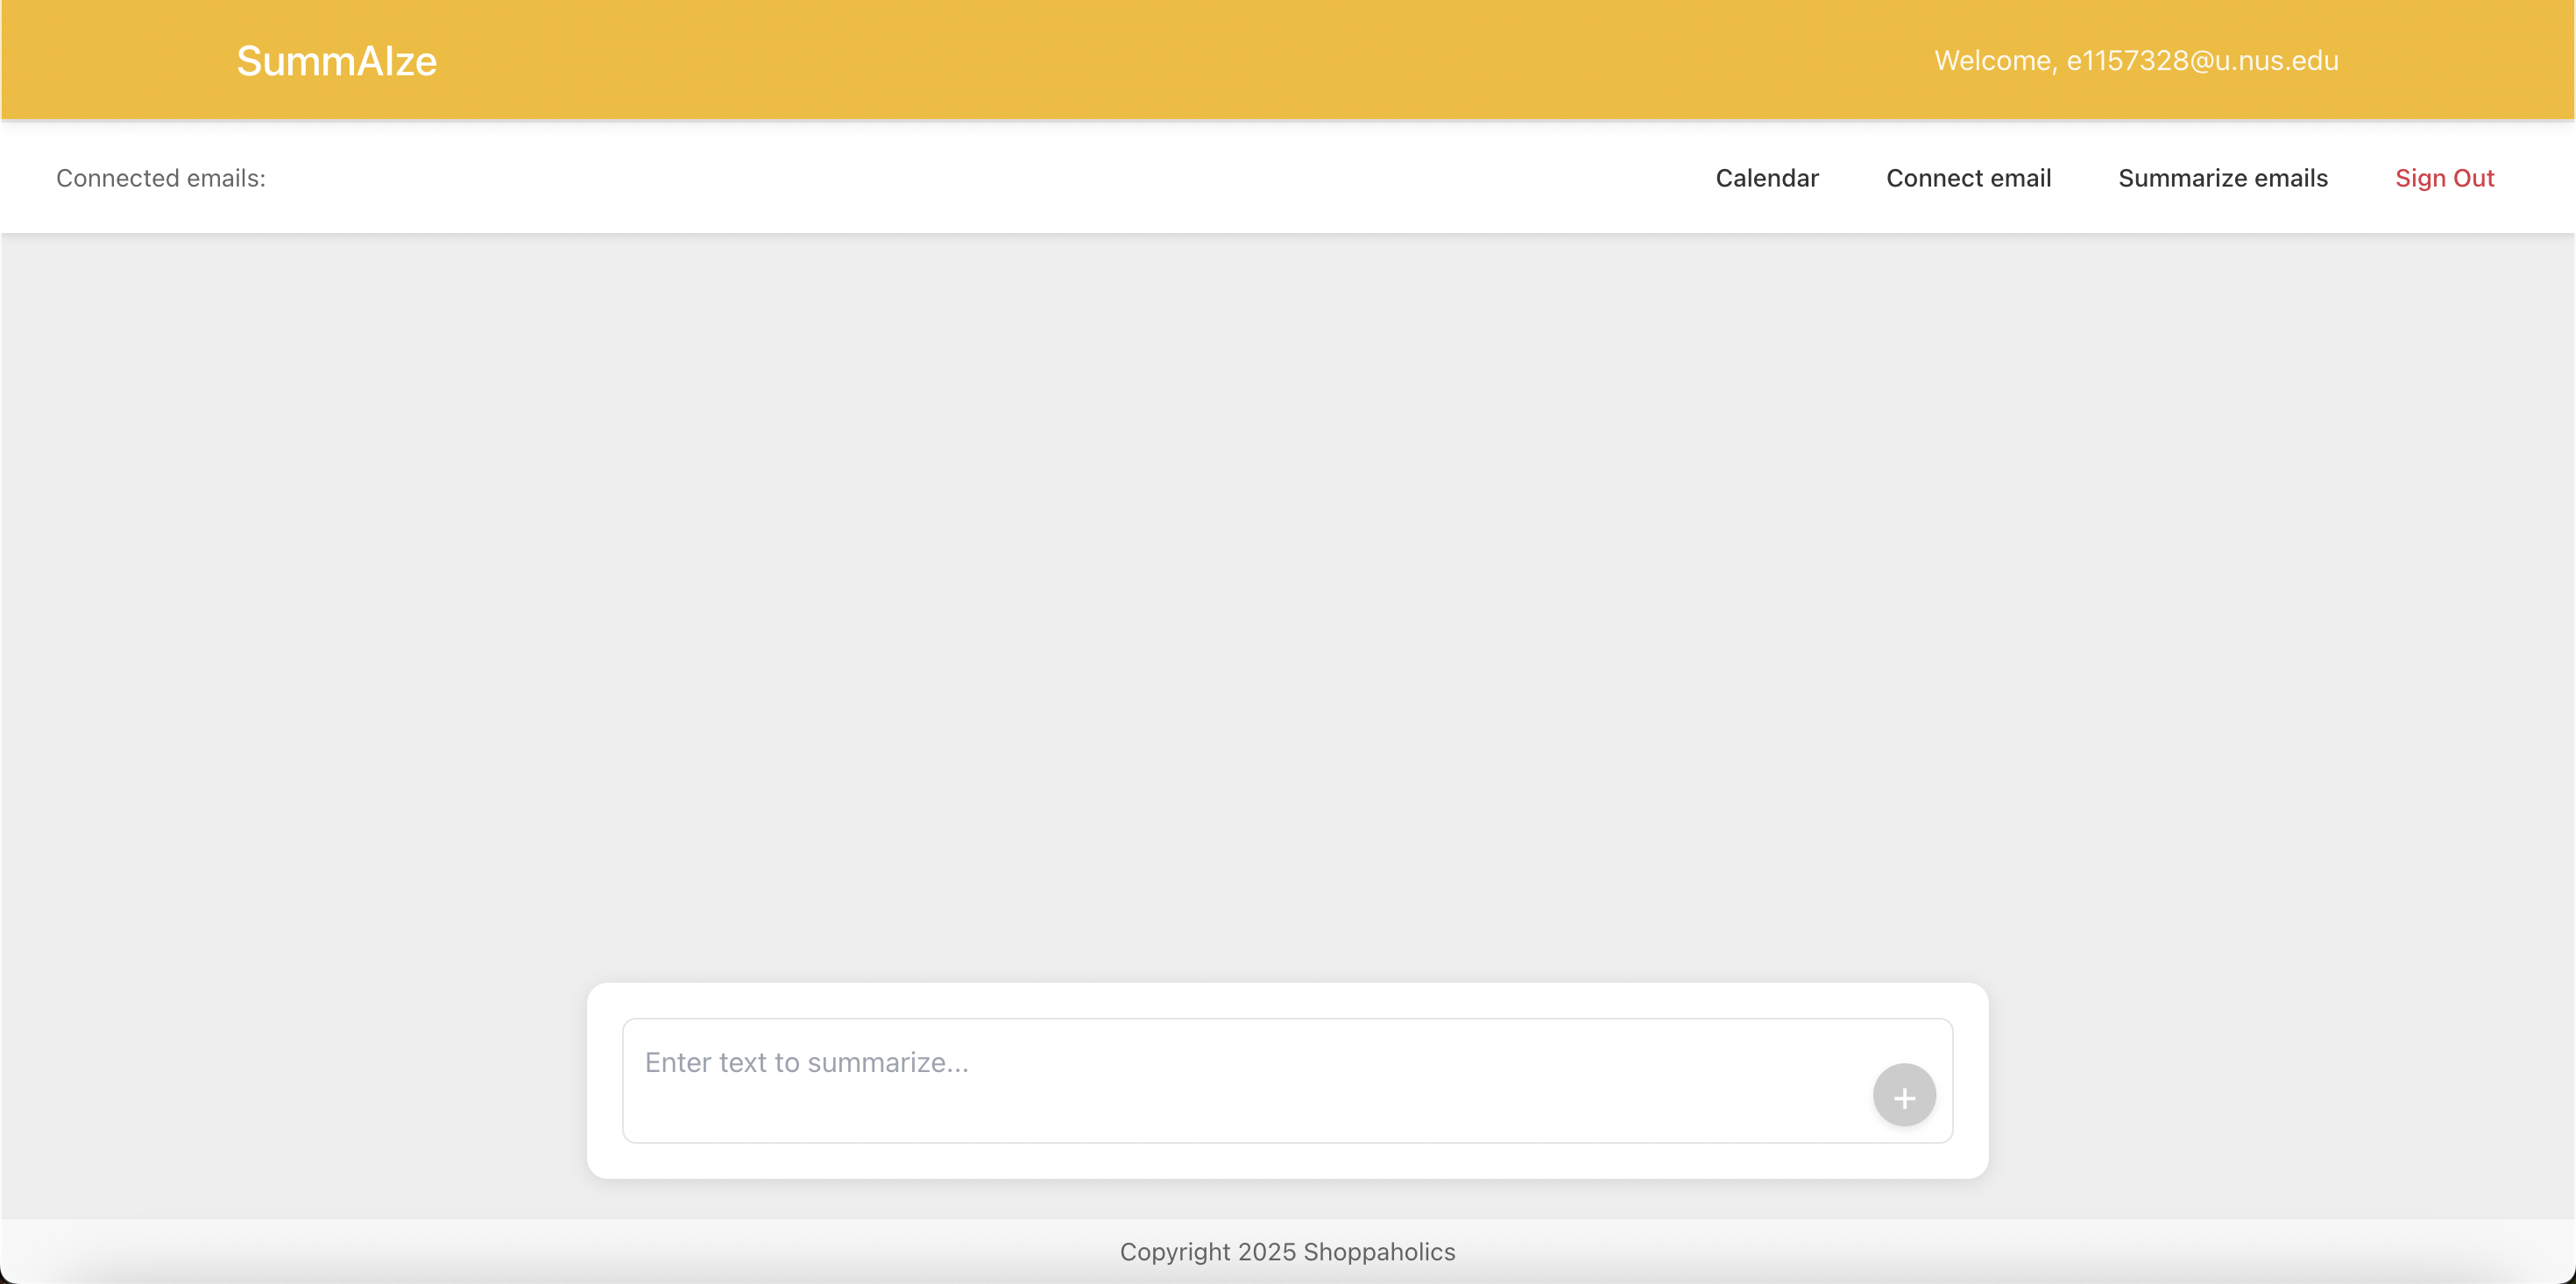 SummAIze
Welcome, e1157328@u.nus.edu
Connected emails:
Calendar
Connect email
Summarize emails
Sign Out
Enter text to summarize...
+
Copyright 2025 Shoppaholics